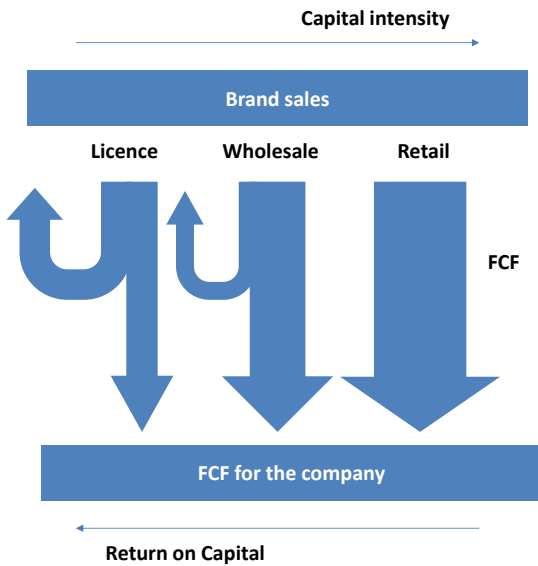 Capital intensity
Brand sales
Licence Wholesale Retail
FCF
FCF for the company
Return on Capital